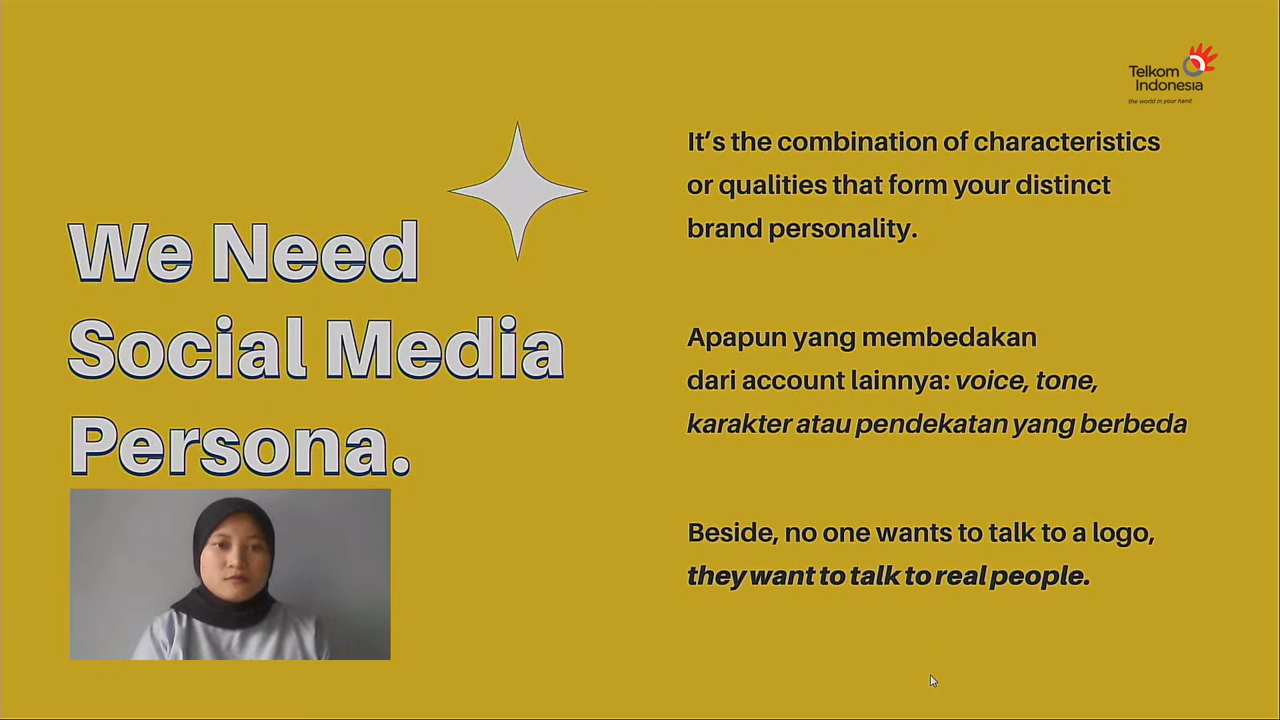 Telkom
Indonesia
the world in your hand
We Need
Social Media
Persona.
It's the combination of characteristics
or qualities that form your distinct
brand personality.
Apapun yang membedakan
dari account lainnya: voice, tone,
karakter atau pendekatan yang berbeda
Beside, no one wants to talk to a logo,
they want to talk to real people.